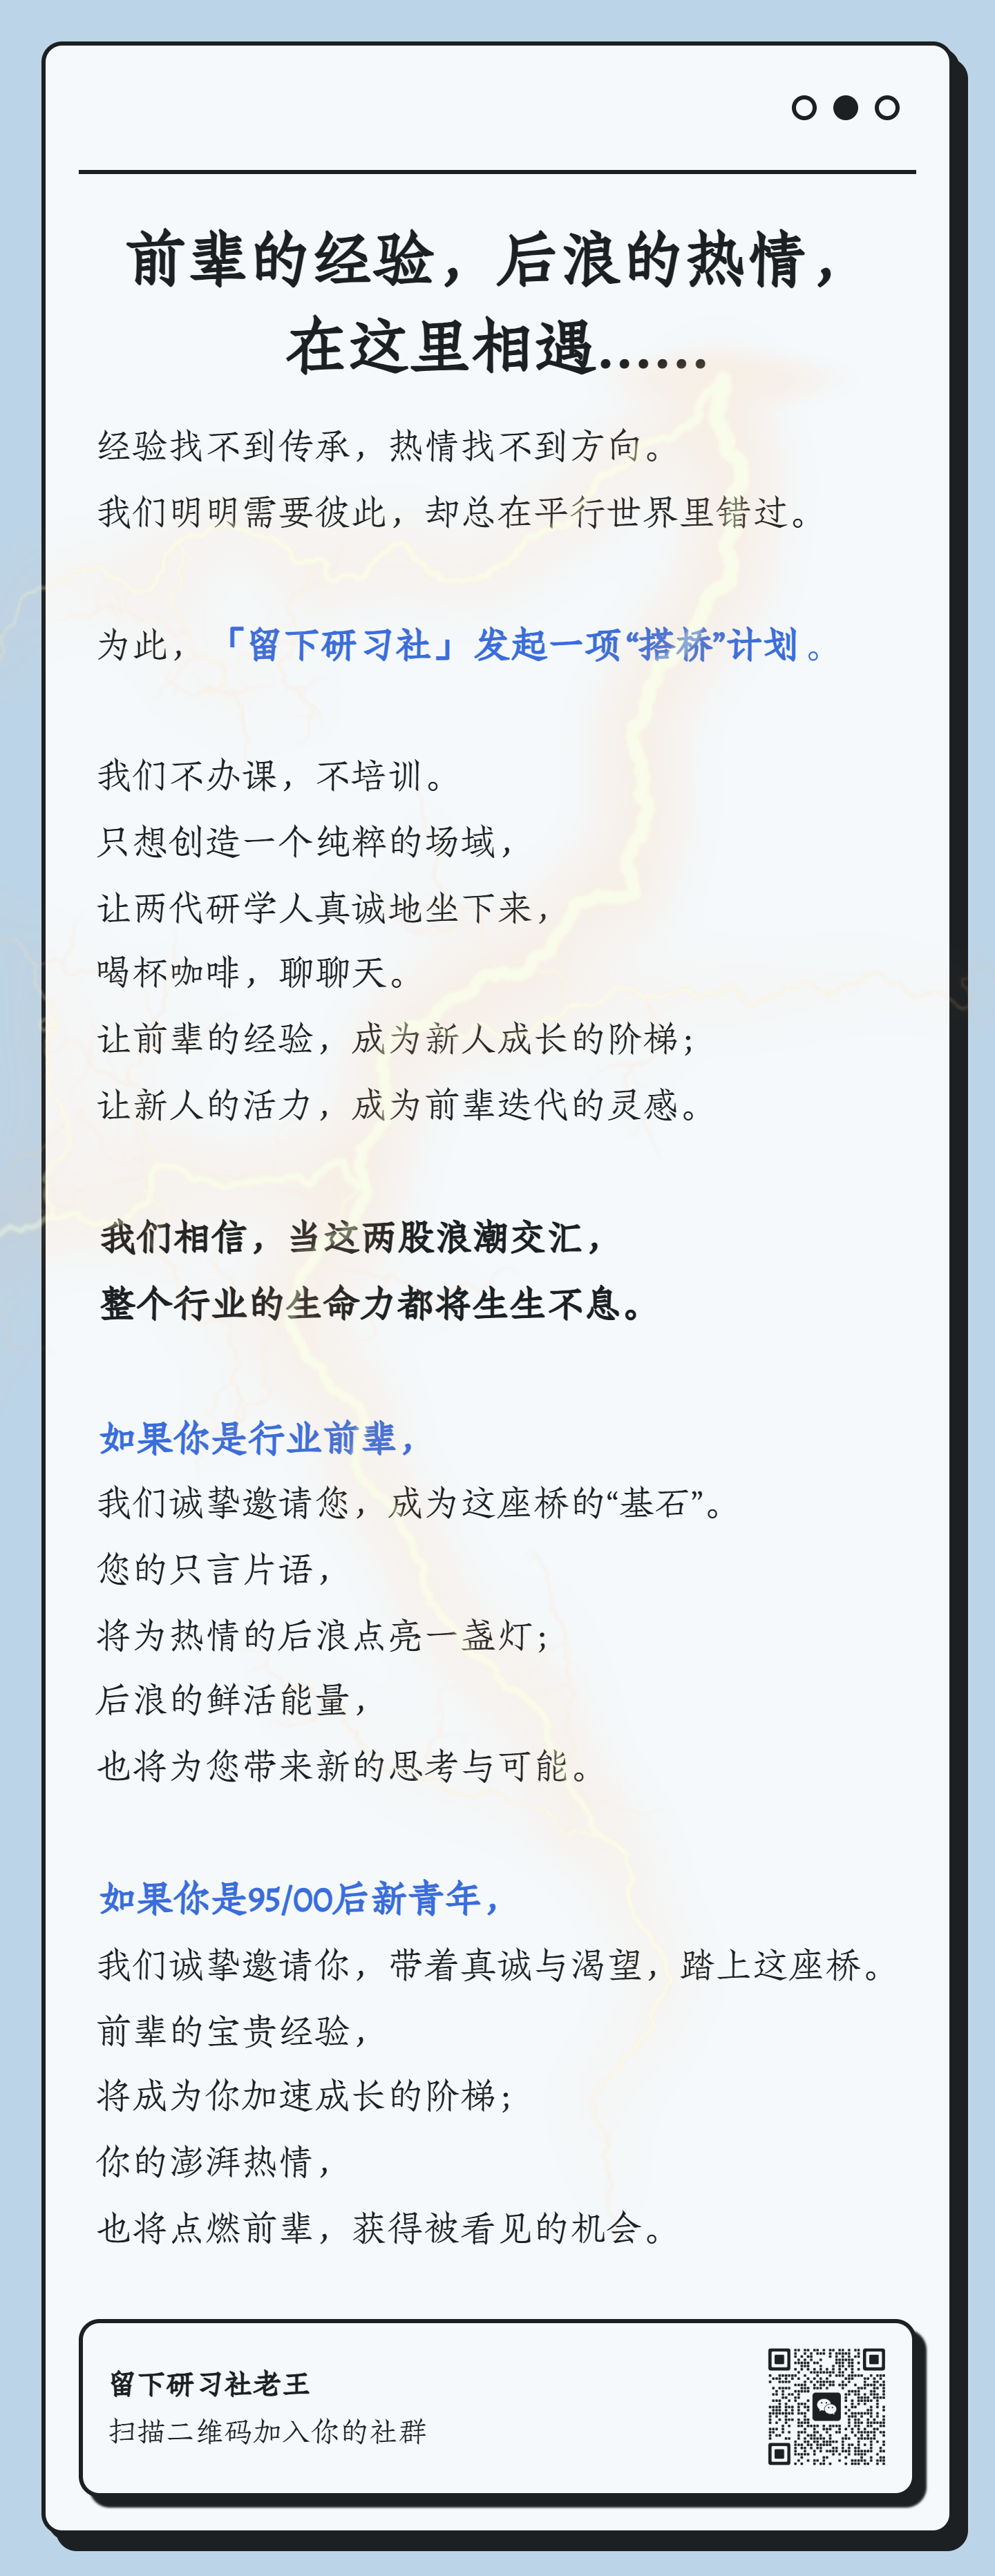 前辈的经验，后浪的热情，
在这里相遇......
经验找不到传承，热情找不到方向。
我们明明需要彼此，却总在平行世界里错过。
为此，「留下研习社」发起一项“搭桥”计划。
我们不办课，不培训。
只想创造一个纯粹的场域，
让两代研学人真诚地坐下来，
喝杯咖啡，聊聊天。
让前辈的经验，成为新人成长的阶梯；
让新人的活力，成为前辈迭代的灵感。
我们相信，当这两股浪潮交汇，
整个行业的生命力都将生生不息。
如果你是行业前辈，
我们诚挚邀请您，成为这座桥的“基石”。
您的只言片语，
将为热情的后浪点亮一盏灯；
后浪的鲜活能量，
也将为您带来新的思考与可能。
如果你是95/00后新青年，
我们诚挚邀请你，带着真诚与渴望，踏上这座桥。
前辈的宝贵经验，
将成为你加速成长的阶梯；
你的澎湃热情，
也将点燃前辈，获得被看见的机会。
留下研习社老王
扫描二维码加入你的社群